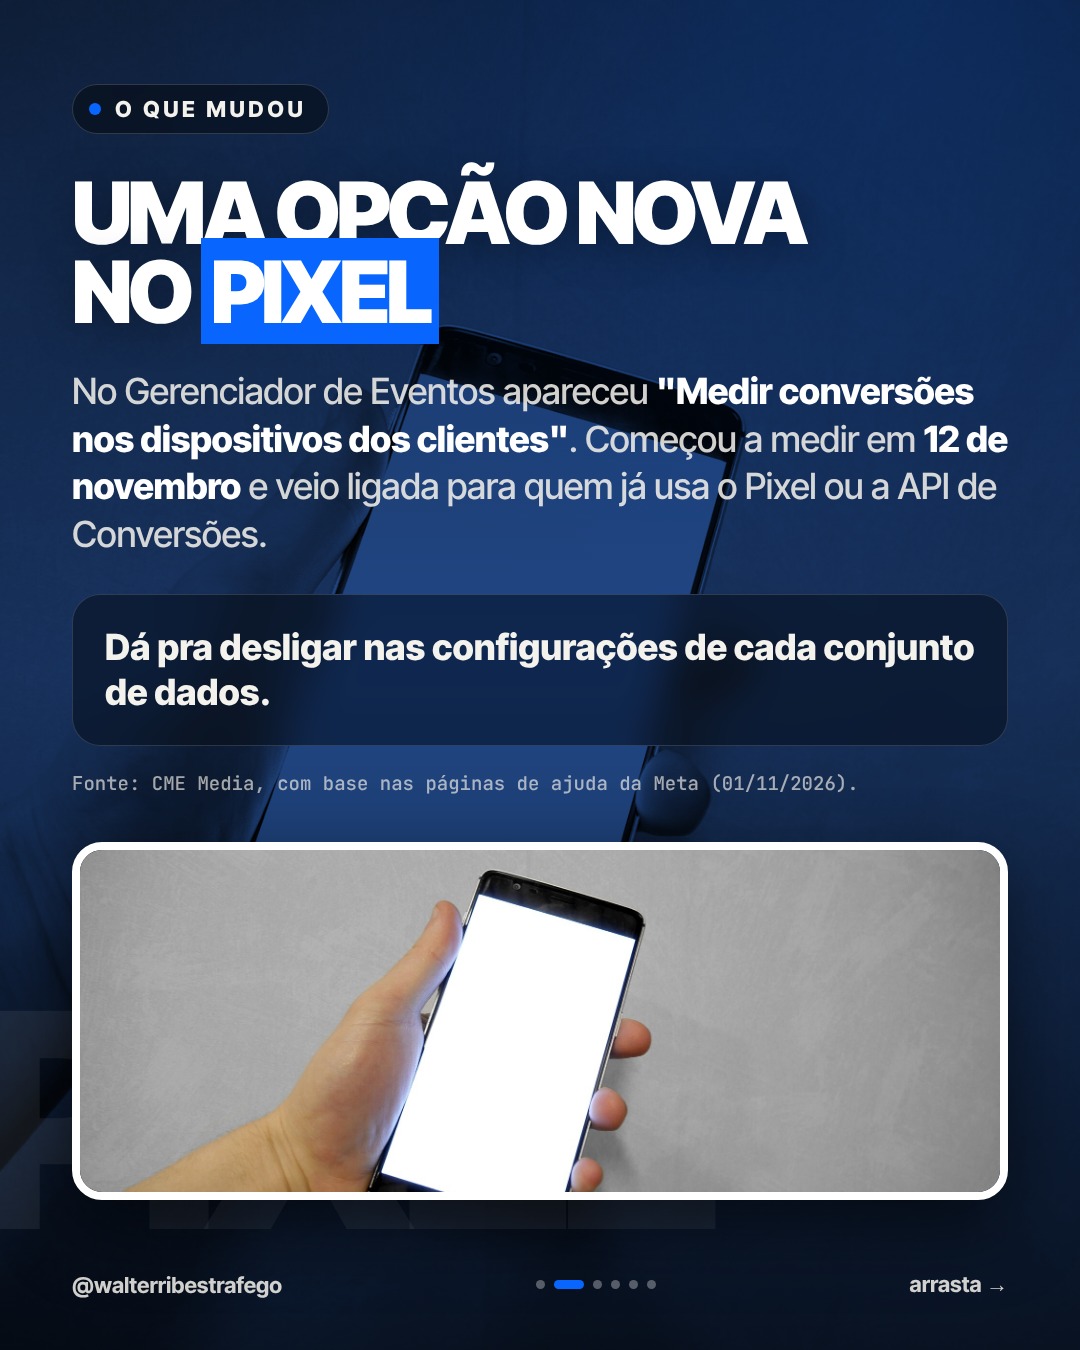 O QUE MUDOU
UMA OPÇÃO NOVA
NO PIXEL
No Gerenciador de Eventos apareceu "Medir conversões
nos dispositivos dos clientes". Começou a medir em 12 de
novembro e veio ligada para quem já usa o Pixel ou a API de
Conversões.
Dá pra desligar nas configurações de cada conjunto
de dados.
Fonte: CME Media, com base nas páginas de ajuda da Meta (01/11/2026).
PIXEL
@walterribestrafego
arrasta →